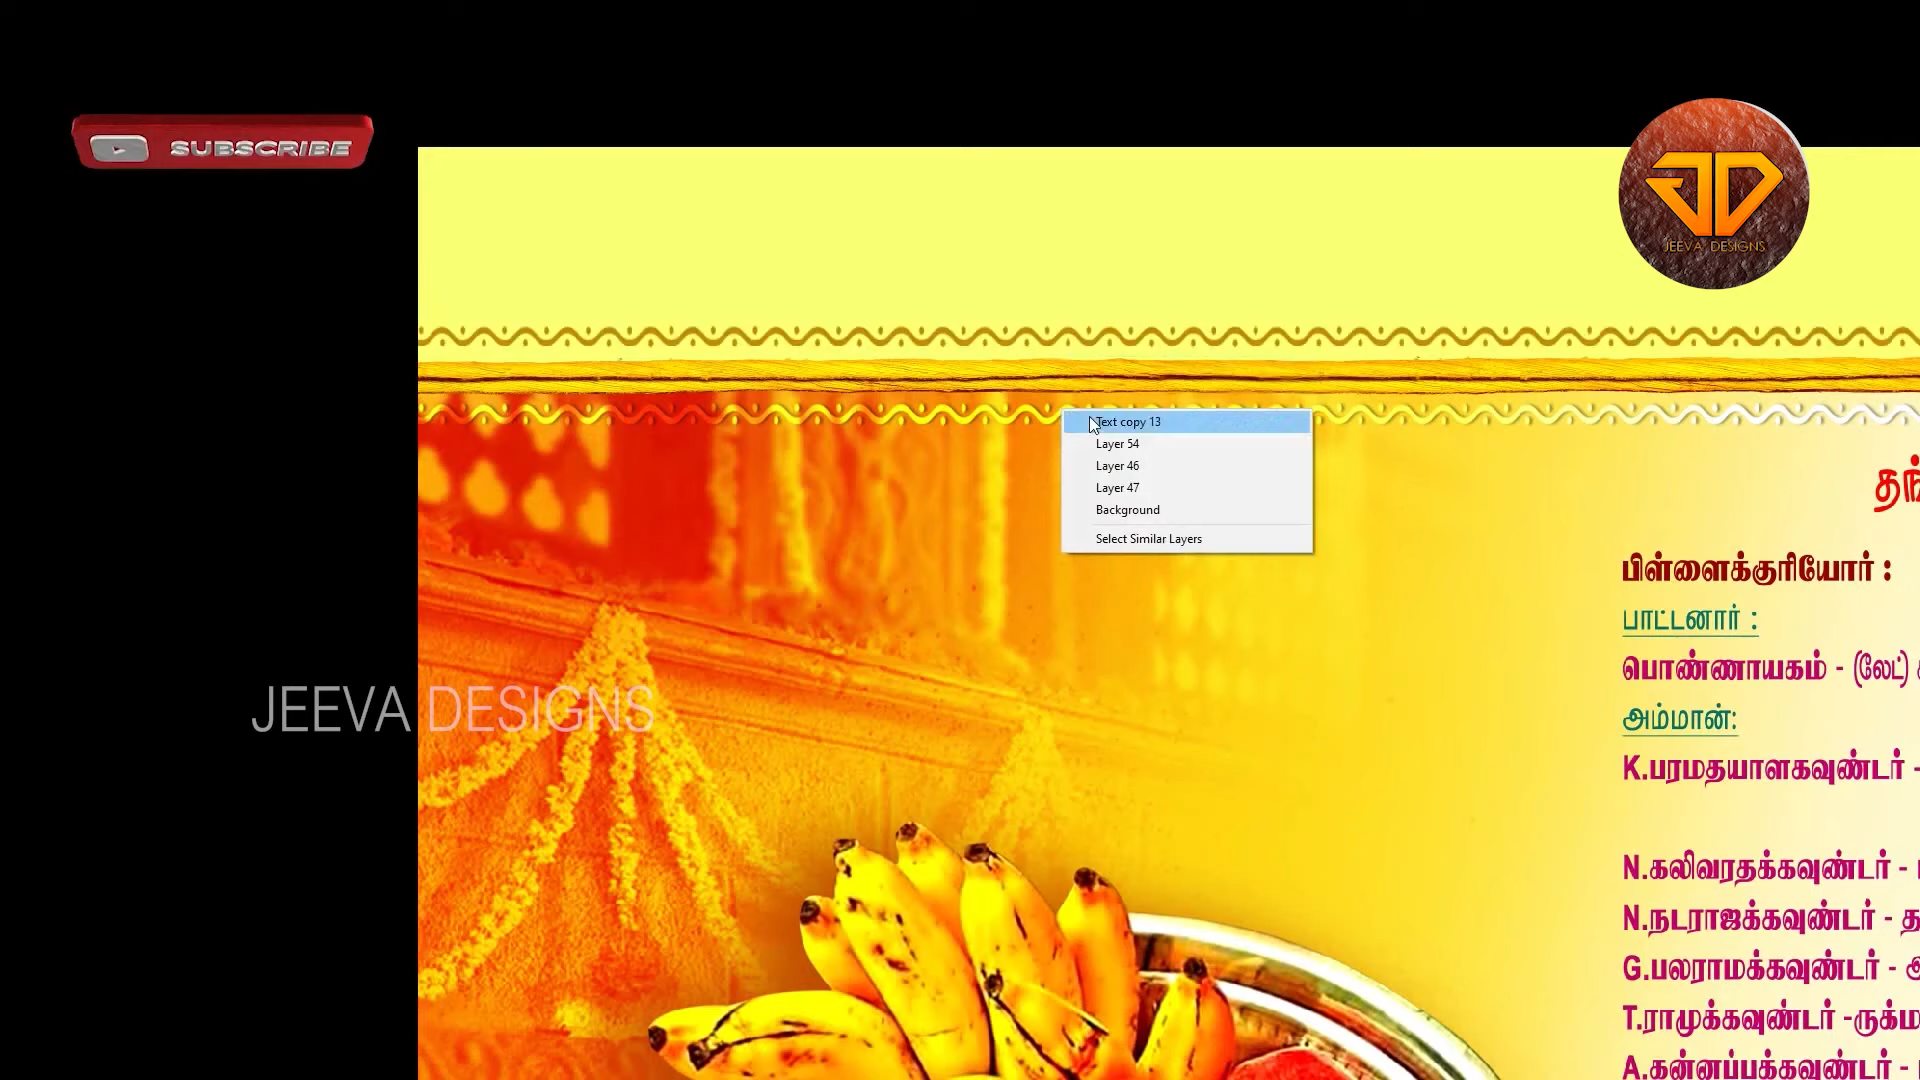 SUBSCRIBE
JEEVA DESIGNS
Text copy 13
Layer 54
Layer 46
Layer 47
Background
Select Similar Layers
பிள்ளைக்குரியோர் :
பாட்டனார் :
பொண்ணாயகம் - (லேட்)
அம்மான்:
K.பரமதயாளகவுண்டர் -
N.கலிவரதக்கவுண்டர் -
N.நடராஜக்கவுண்டர் - த
G.பலராமக்கவுண்டர் -
T.ராமுக்கவுண்டர் -ருக்ம
A.கன்னப்பக்கவுண்டர் -
JEEVA DESIGNS